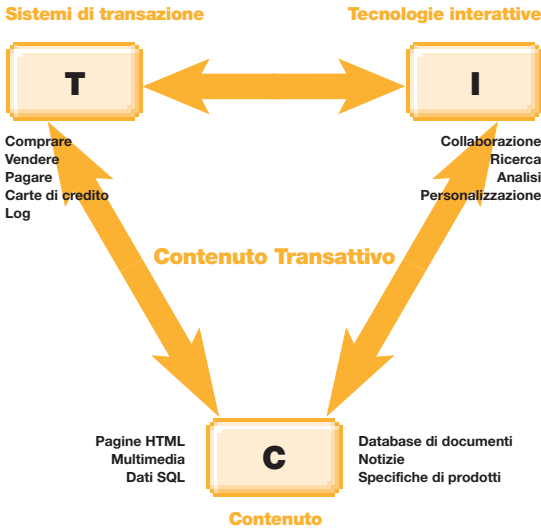 Sistemi di transazione
Tecnologie interattive
T
I
Comprare
Vendere
Pagare
Carte di credito
Log
Collaborazione
Ricerca
Analisi
Personalizzazione
Contenuto Transattivo
Pagine HTML
Multimedia
Dati SQL
C
Database di documenti
Notizie
Specifiche di prodotti
Contenuto